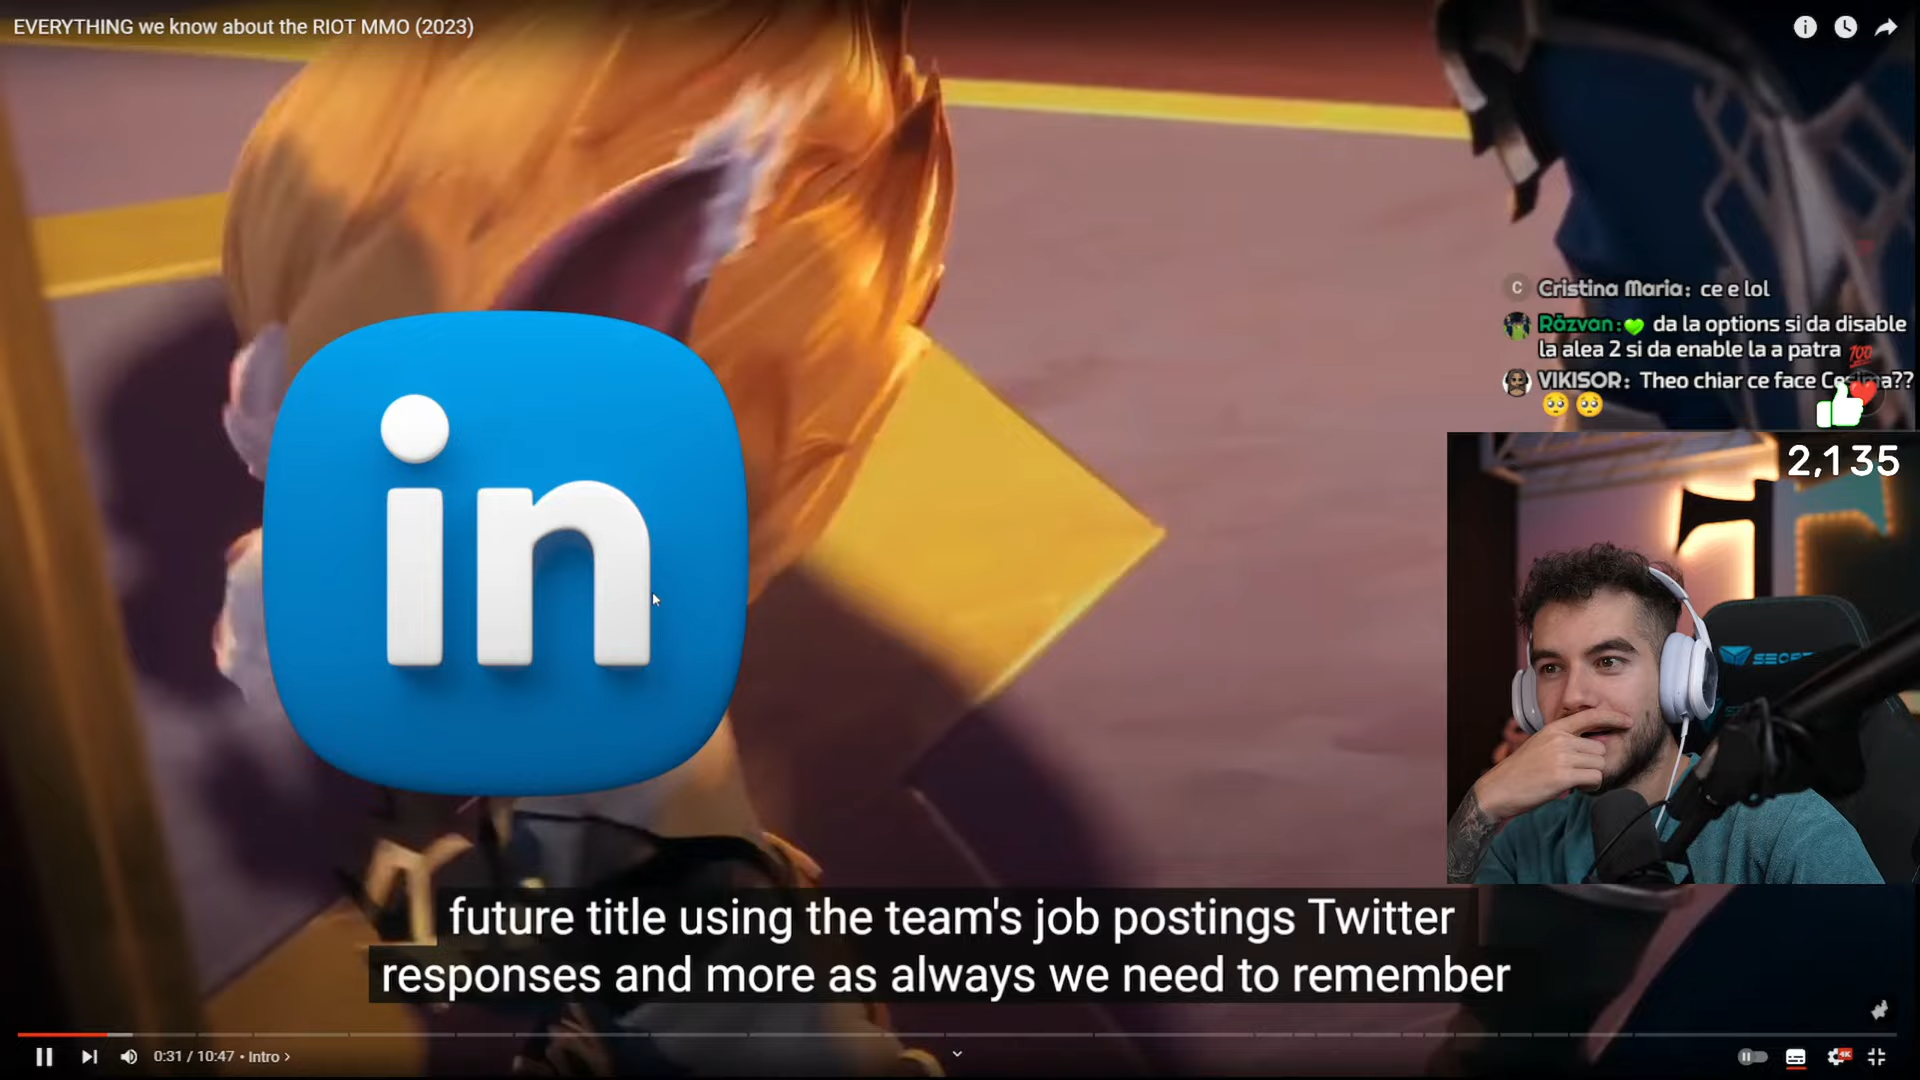 EVERYTHING we know about the RIOT MMO (2023)
Cristina Maria: ce e lol
Răzvan:💚 da la options si da disable
la alea 2 si da enable la a patra 💯
VIKISOR: Theo chiar ce face Cosima??
🥺 🥺
2,135
in
future title using the team's job postings Twitter
responses and more as always we need to remember
0:31 / 10:47 • Intro ›
4K